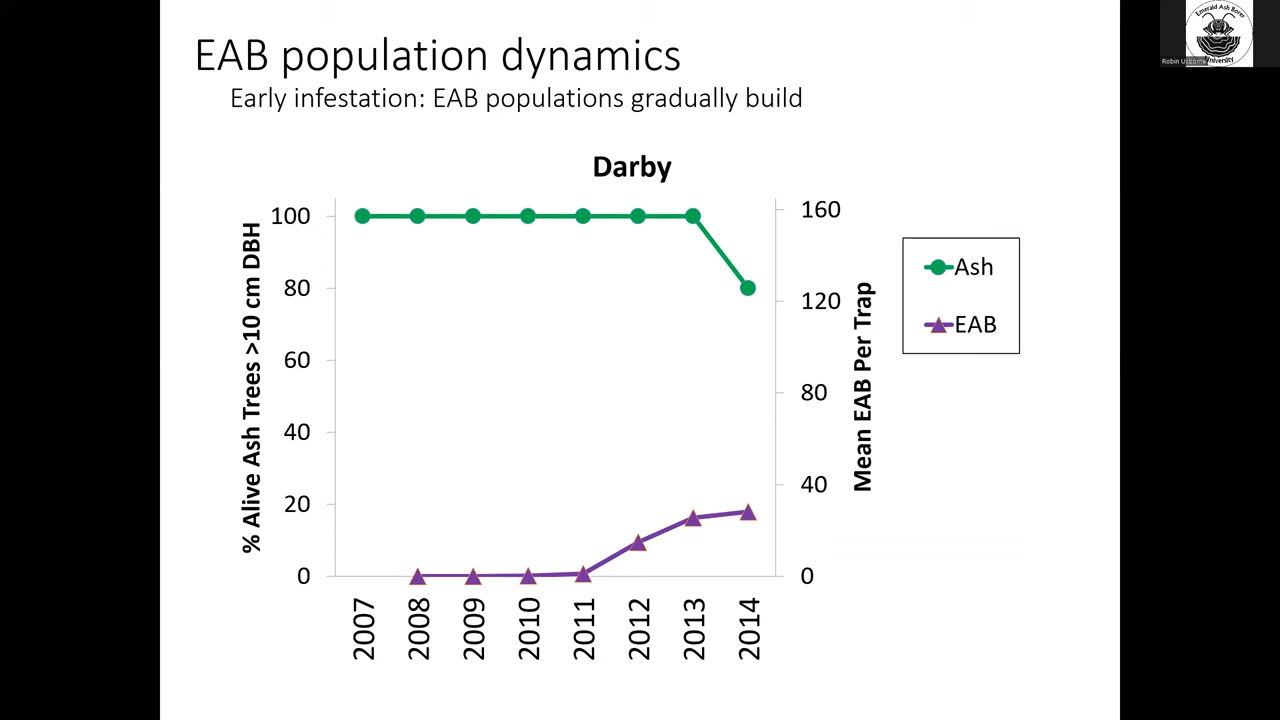 EAB population dynamics
Early infestation: EAB populations gradually build
Darby
% Alive Ash Trees >10 cm DBH
100
80
60
40
20
0
160
120
80
40
0
Mean EAB Per Trap
2007
2008
2009
2010
2011
2012
2013
2014
Ash
EAB
Emerald Ash Borer
University
Robin Usborne